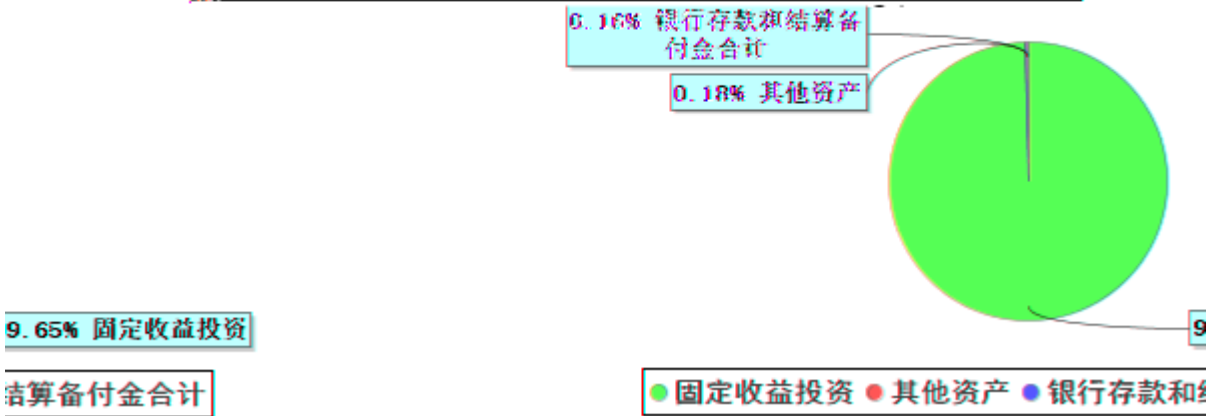 0.16% 银行存款和结算备
付金合计
0.18% 其他资产
9.65% 固定收益投资
9
结算备付金合计
固定收益投资 其他资产 银行存款和结